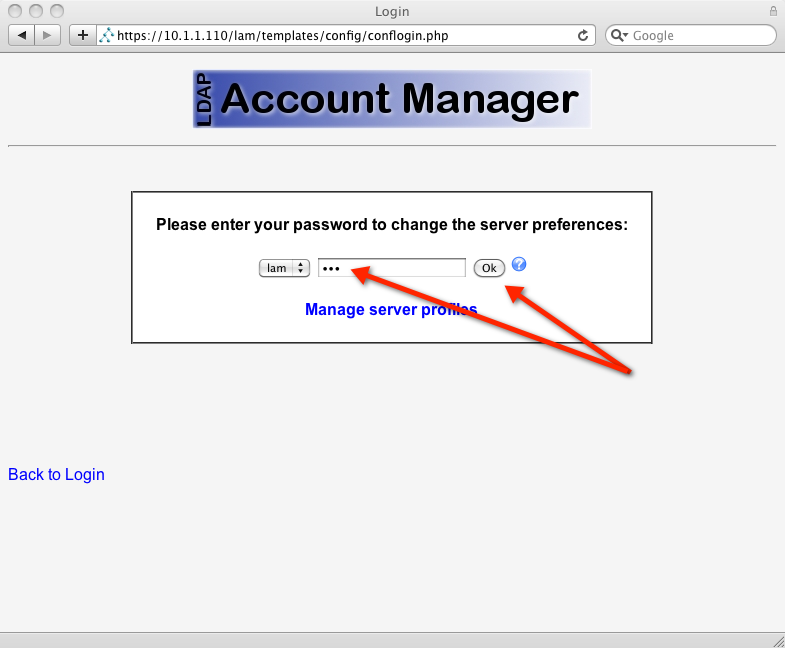 Login
https://10.1.1.110/lam/templates/config/conflogin.php
Google
LDAP
Account Manager
Please enter your password to change the server preferences:
lam ••• Ok ?
Manage server profiles
Back to Login